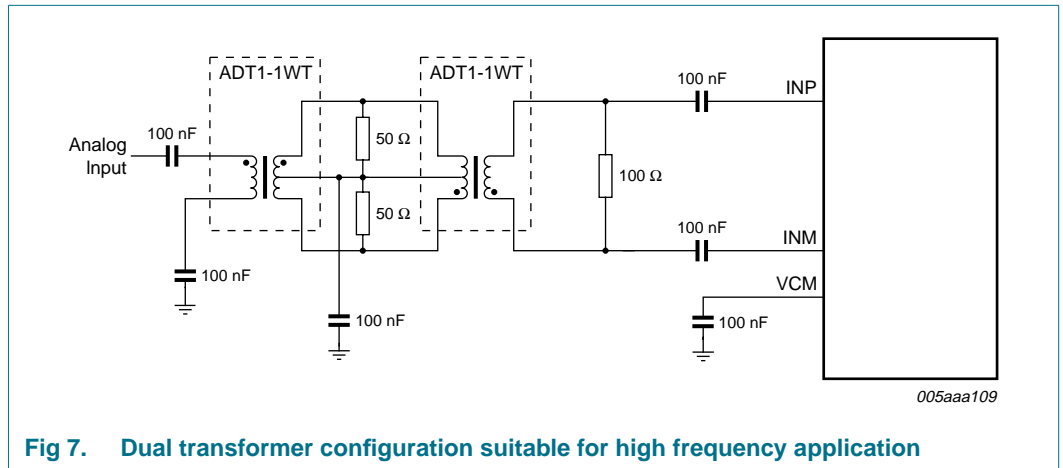 ADT1-1WT
ADT1-1WT
100 nF
INP
Analog
Input
100 nF
50 Ω
100 Ω
50 Ω
100 nF
INM
VCM
100 nF
100 nF
100 nF
005aaa109
Fig 7. Dual transformer configuration suitable for high frequency application